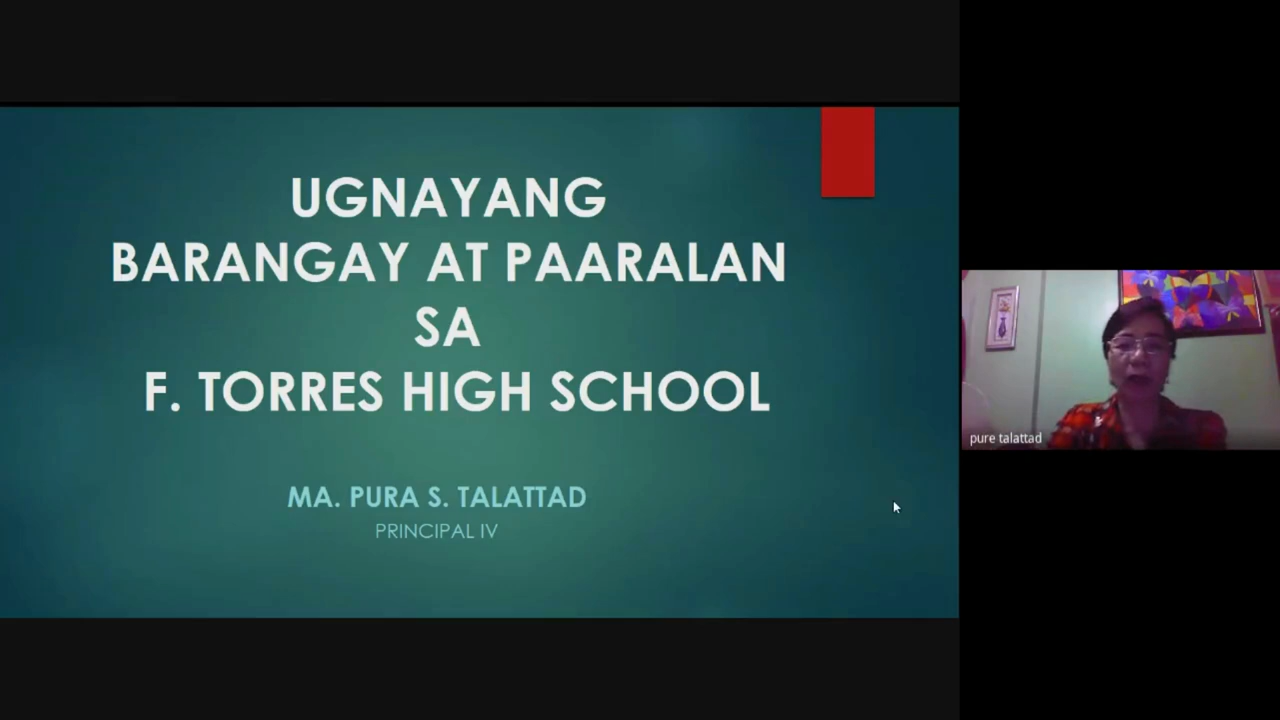 UGNAYANG
BARANGAY AT PAARALAN
SA
F. TORRES HIGH SCHOOL
MA. PURA S. TALATTAD
PRINCIPAL IV
pure talattad